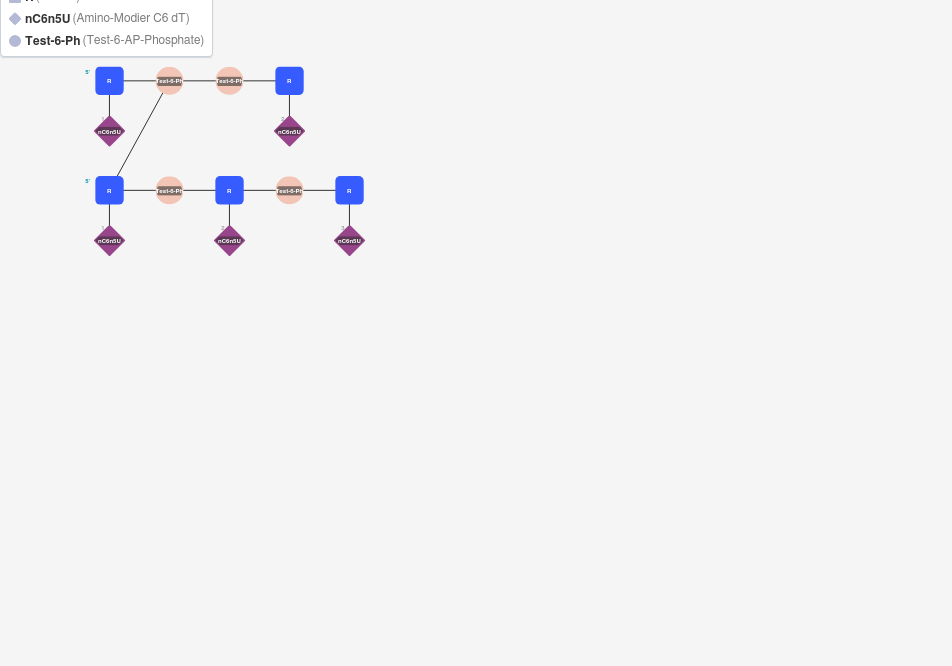 nC6n5U (Amino-Modier C6 dT)
Test-6-Ph (Test-6-AP-Phosphate)
5' R Test-6-Ph Test-6-Ph R
nC6n5U nC6n5U
5' R Test-6-Ph R Test-6-Ph R
nC6n5U nC6n5U nC6n5U